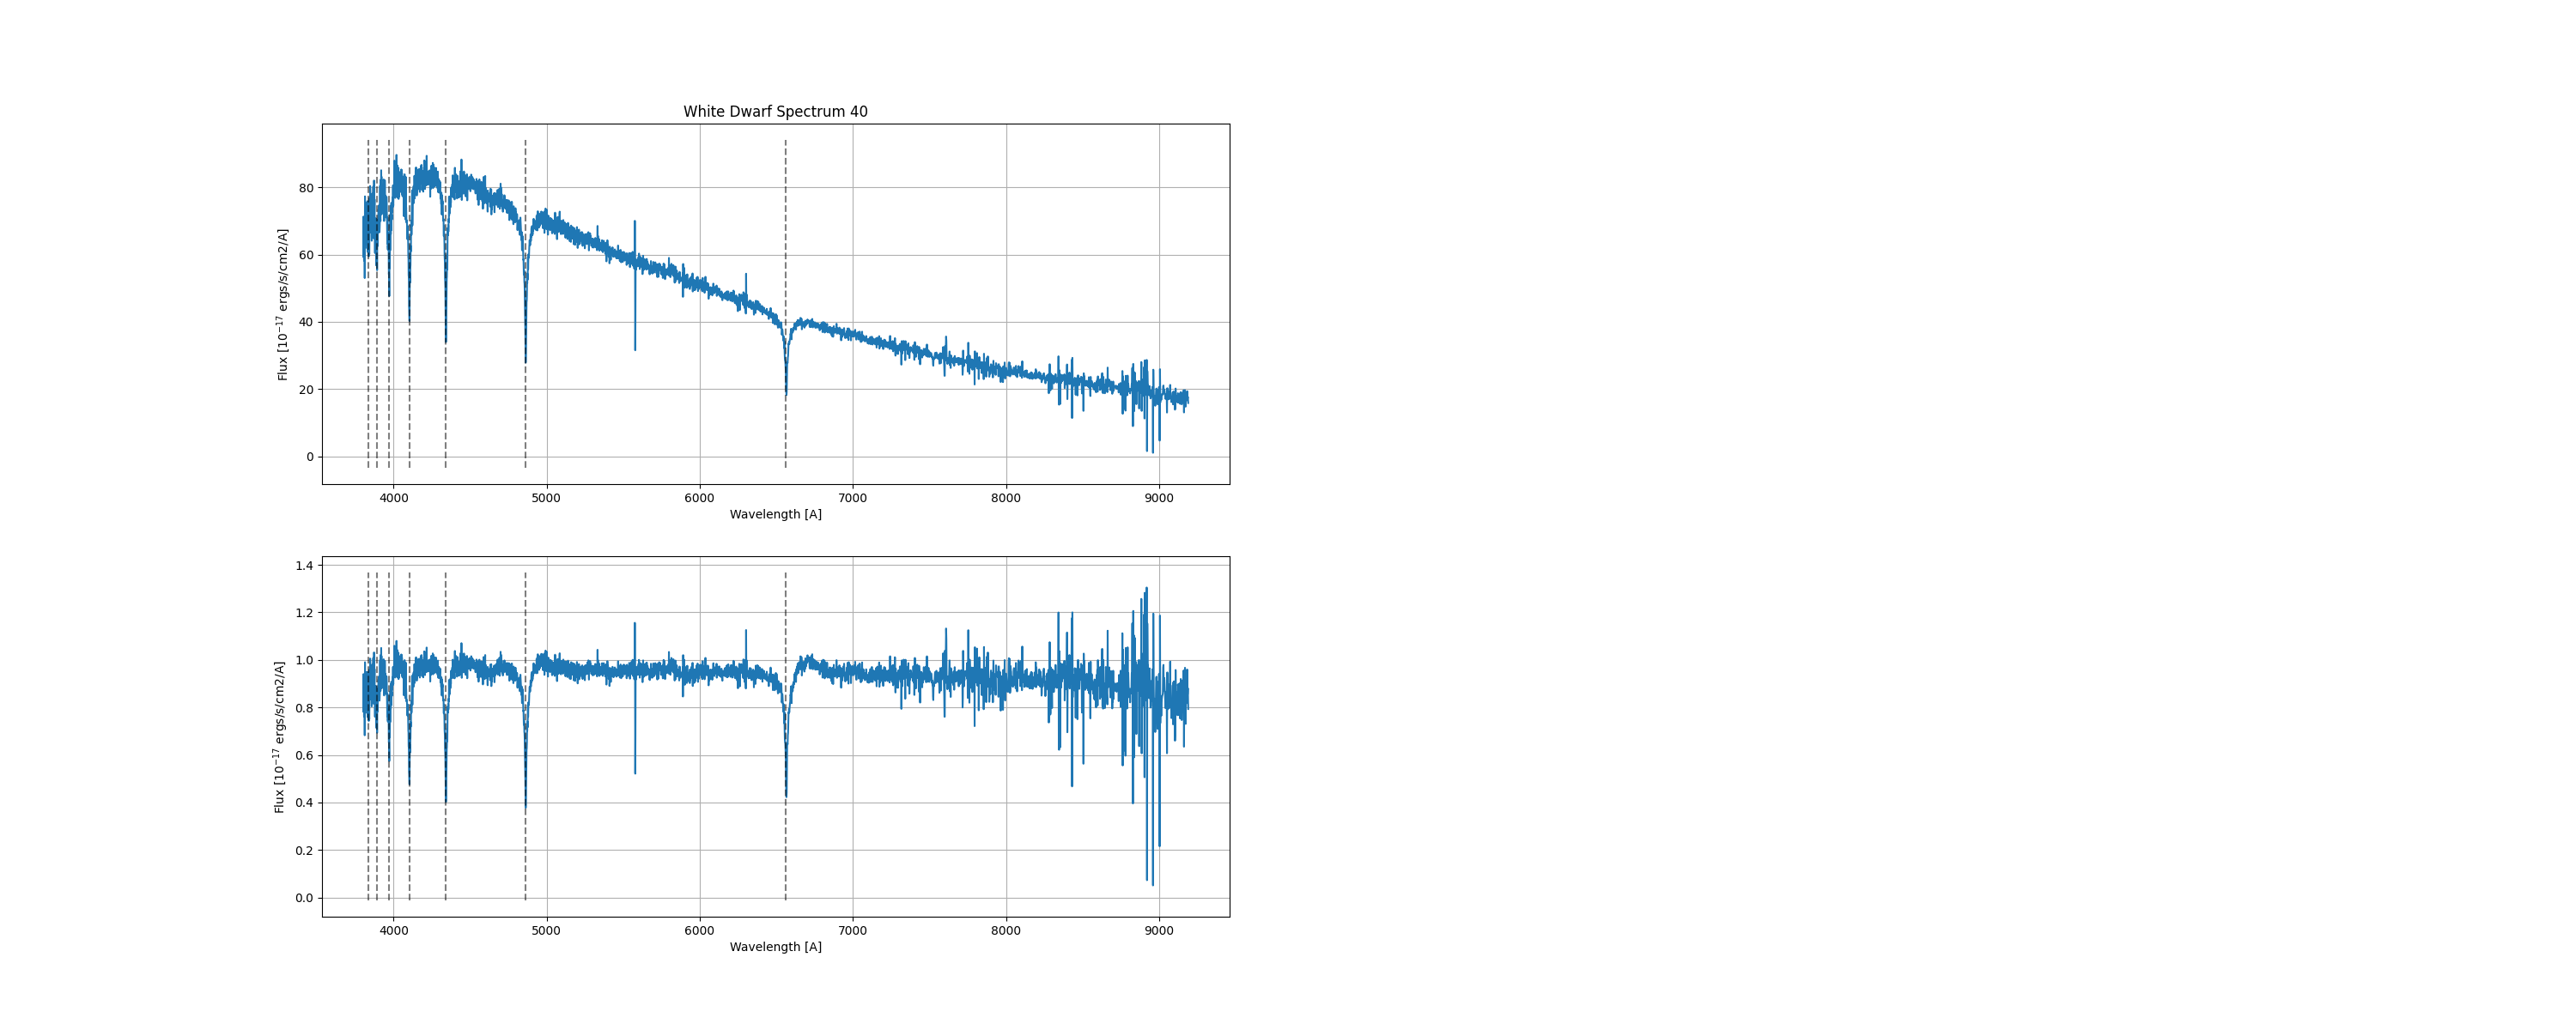 White Dwarf Spectrum 40
80
60
40
20
0
Flux [10⁻¹⁷ ergs/s/cm2/A]
4000 5000 6000 7000 8000 9000
Wavelength [A]
1.4
1.2
1.0
0.8
0.6
0.4
0.2
0.0
Flux [10⁻¹⁷ ergs/s/cm2/A]
4000 5000 6000 7000 8000 9000
Wavelength [A]